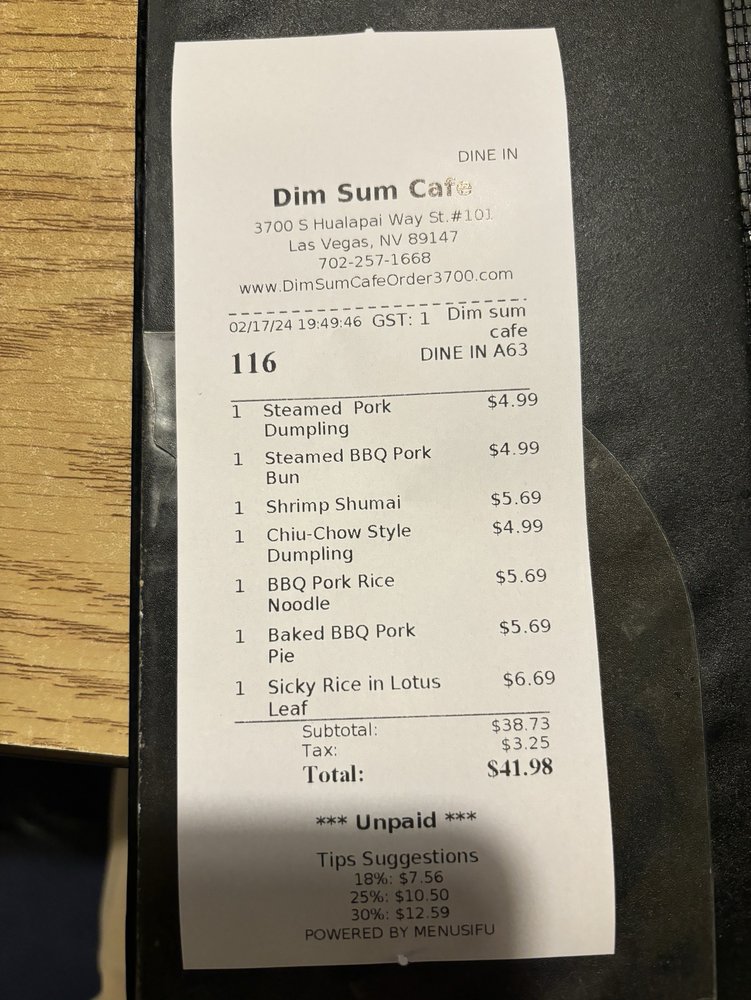 DINE IN
Dim Sum Cafe
3700 S Hualapai Way St.#101
Las Vegas, NV 89147
702-257-1668
www.DimSumCafeOrder3700.com
02/17/24 19:49:46 GST: 1 Dim sum
cafe
116 DINE IN A63
1 Steamed Pork $4.99
Dumpling
1 Steamed BBQ Pork $4.99
Bun
1 Shrimp Shumai $5.69
1 Chiu-Chow Style $4.99
Dumpling
1 BBQ Pork Rice $5.69
Noodle
1 Baked BBQ Pork $5.69
Pie
1 Sicky Rice in Lotus $6.69
Leaf
Subtotal: $38.73
Tax: $3.25
Total: $41.98
*** Unpaid ***
Tips Suggestions
18%: $7.56
25%: $10.50
30%: $12.59
POWERED BY MENUSIFU